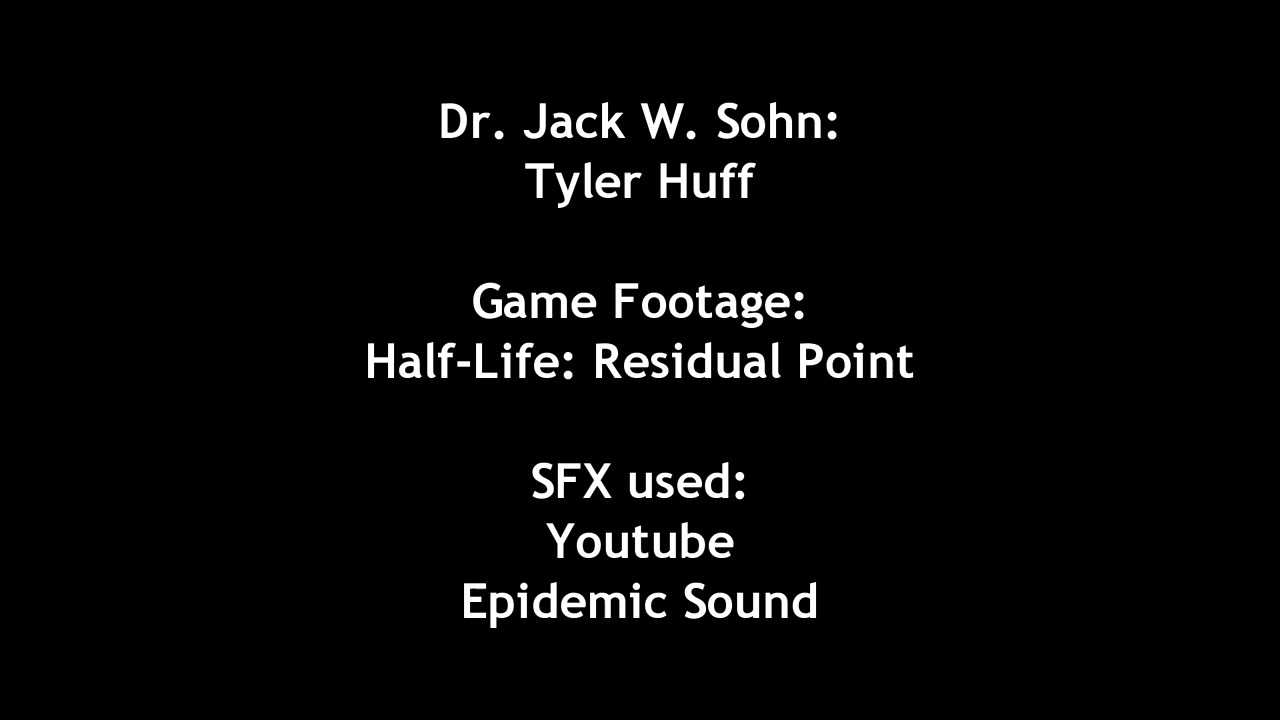 Dr. Jack W. Sohn:
Tyler Huff
Game Footage:
Half-Life: Residual Point
SFX used:
Youtube
Epidemic Sound